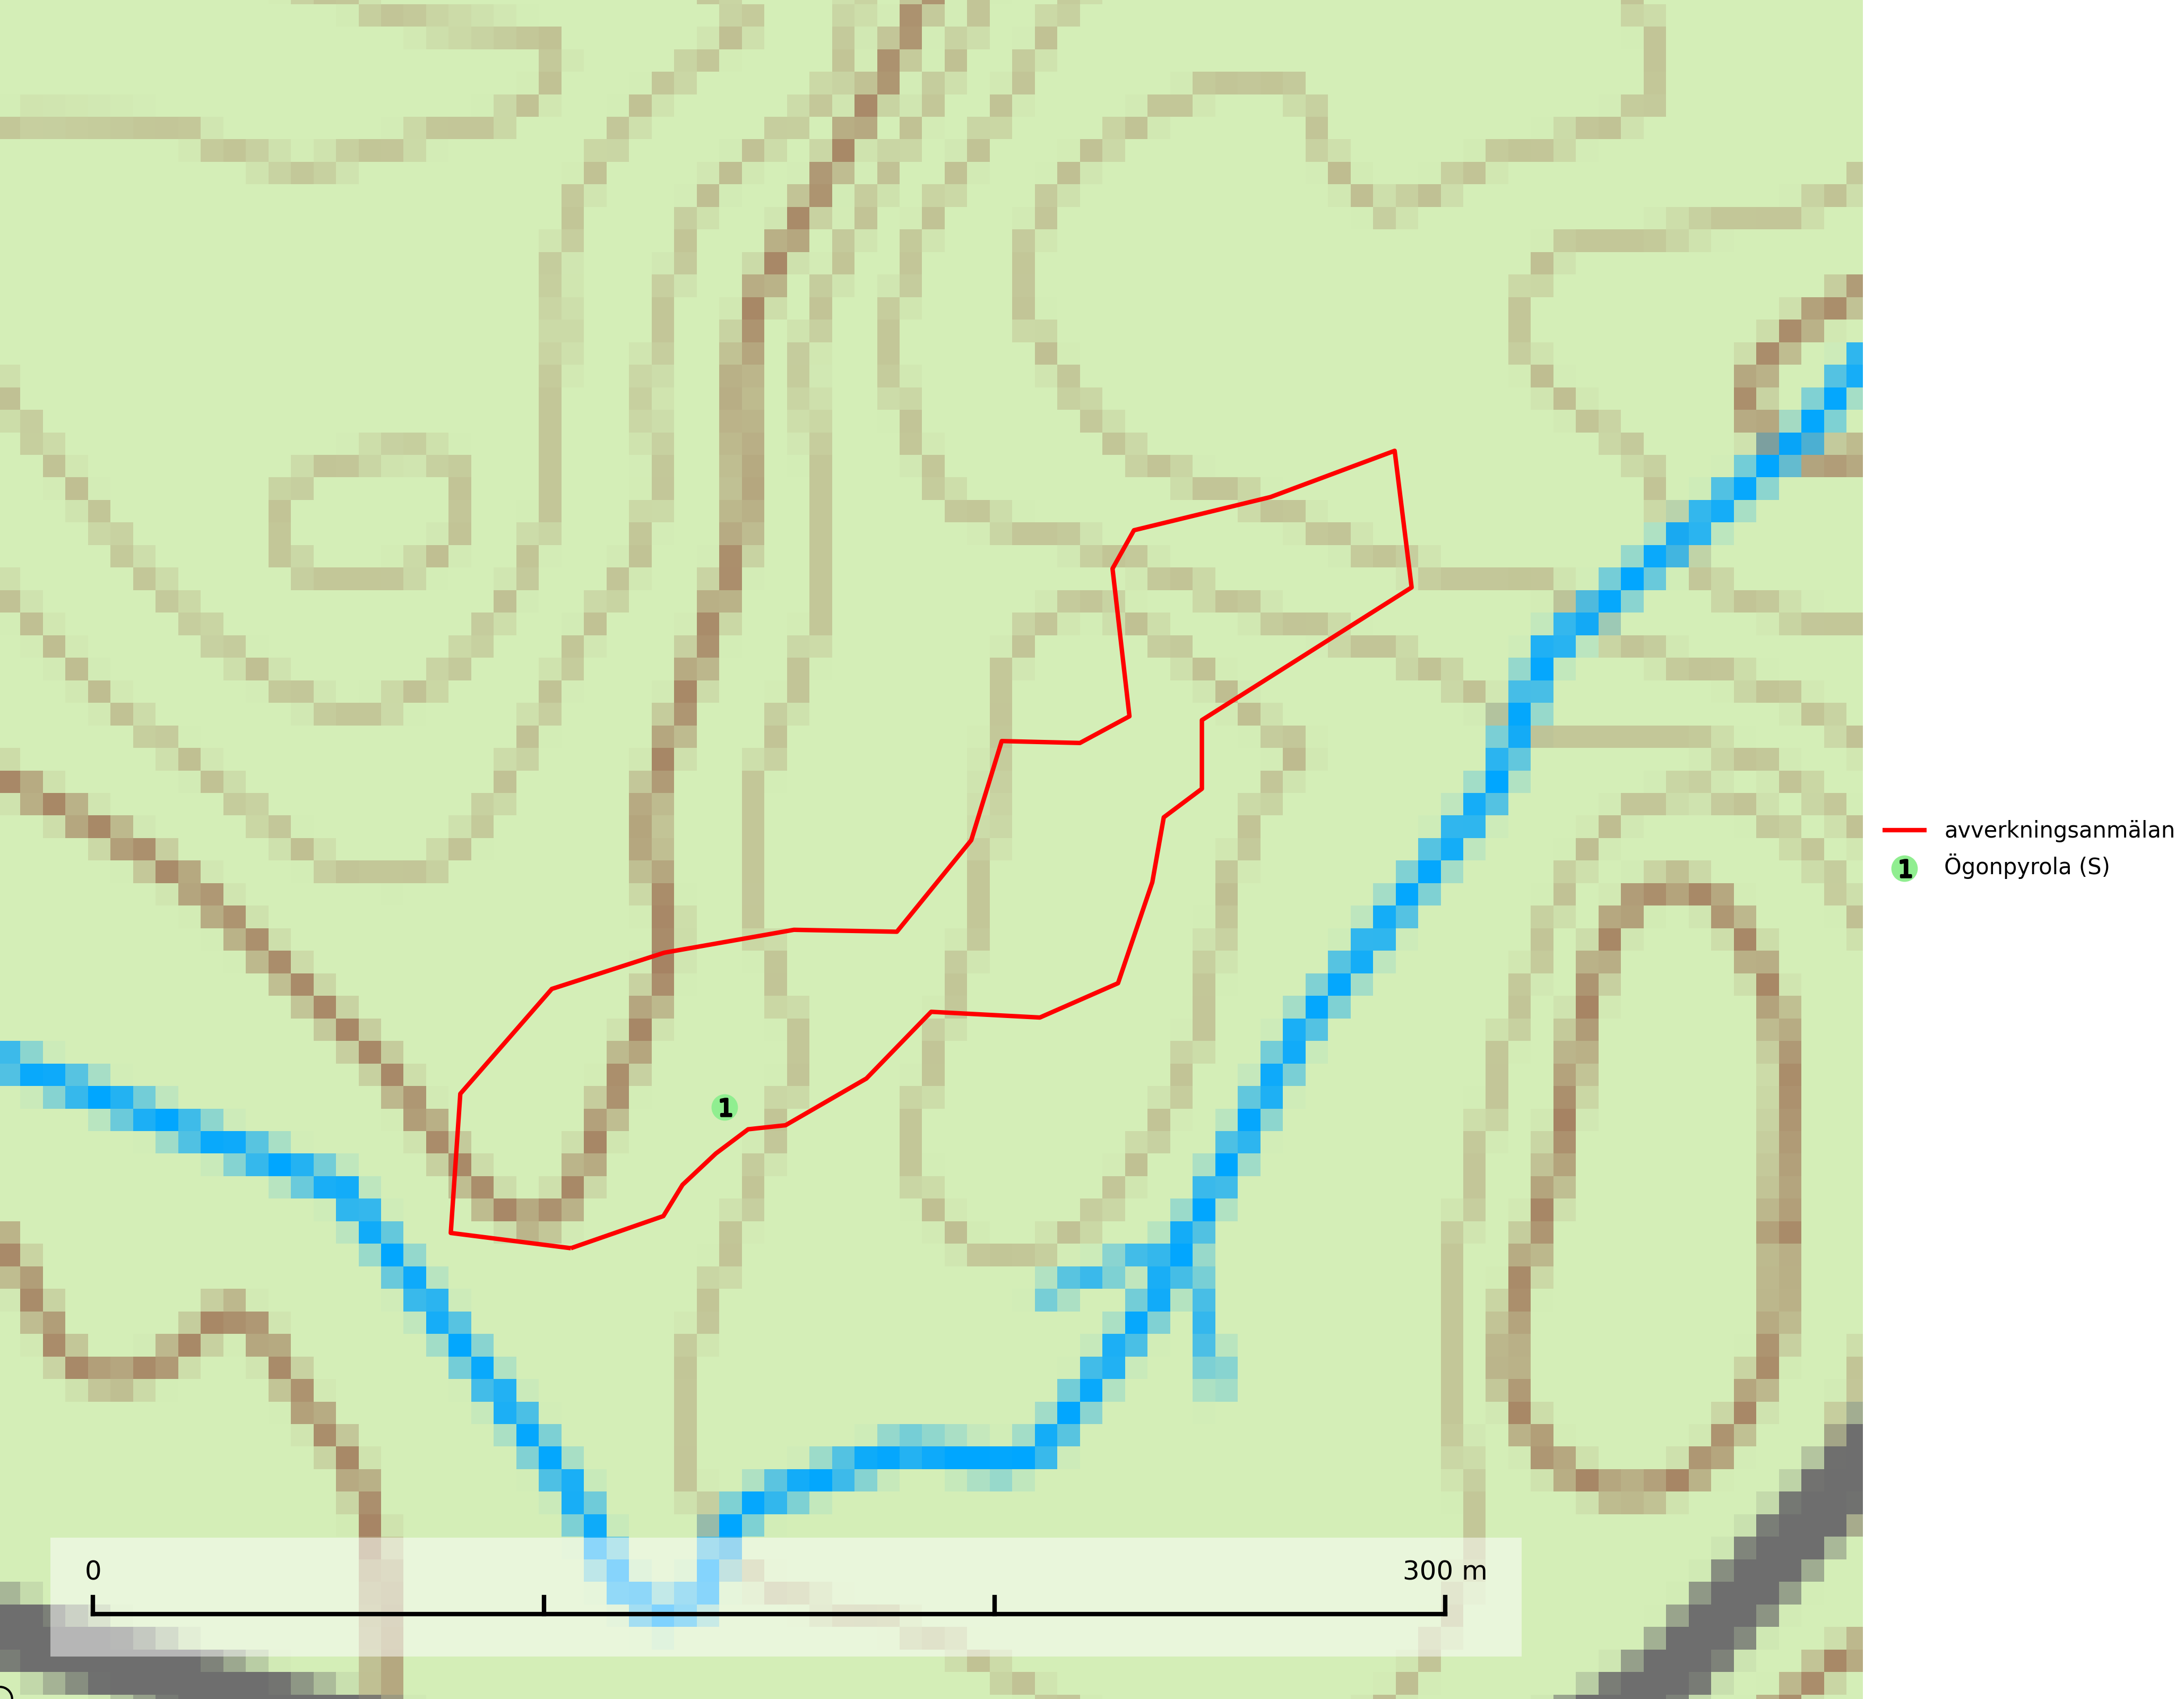 avverkningsanmälan
1 Ögonpyrola (S)
1
0 300 m